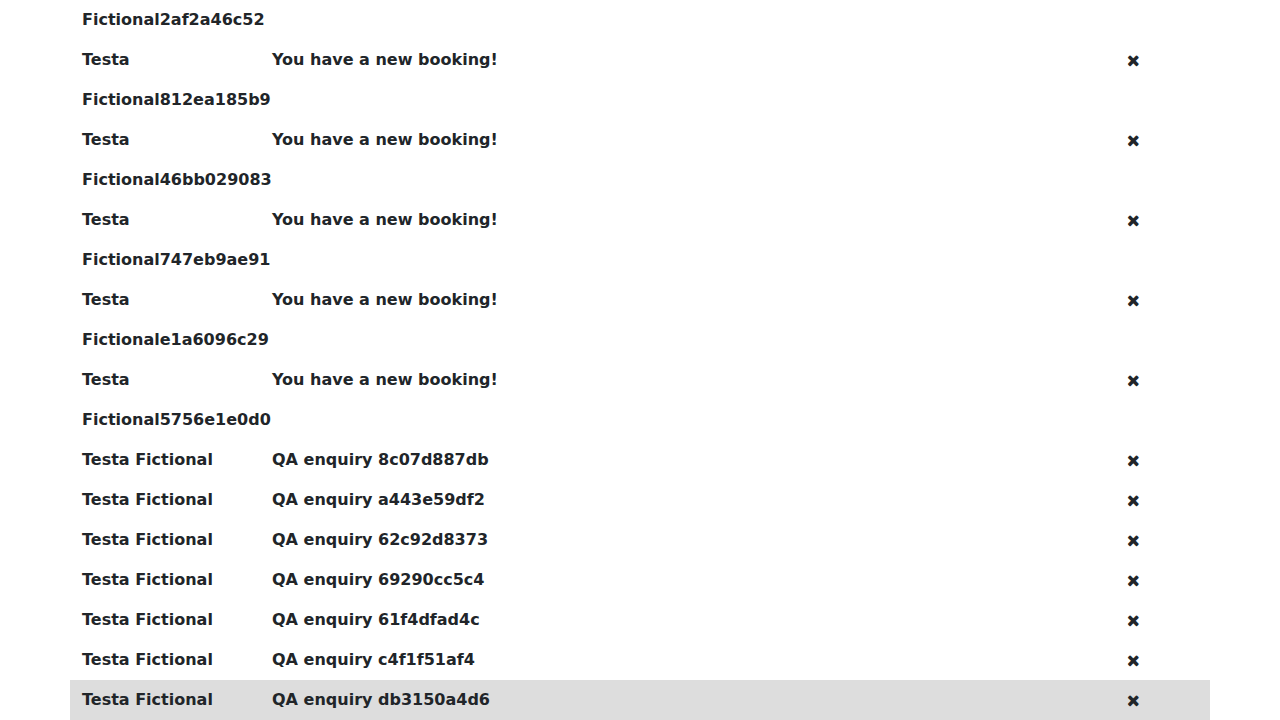 Fictional2af2a46c52
Testa You have a new booking! ✖
Fictional812ea185b9
Testa You have a new booking! ✖
Fictional46bb029083
Testa You have a new booking! ✖
Fictional747eb9ae91
Testa You have a new booking! ✖
Fictionale1a6096c29
Testa You have a new booking! ✖
Fictional5756e1e0d0
Testa Fictional QA enquiry 8c07d887db ✖
Testa Fictional QA enquiry a443e59df2 ✖
Testa Fictional QA enquiry 62c92d8373 ✖
Testa Fictional QA enquiry 69290cc5c4 ✖
Testa Fictional QA enquiry 61f4dfad4c ✖
Testa Fictional QA enquiry c4f1f51af4 ✖
Testa Fictional QA enquiry db3150a4d6 ✖